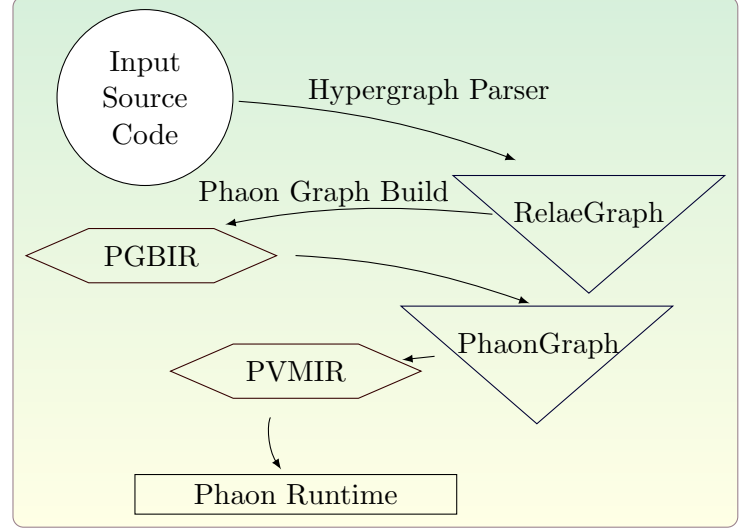 Input
Source
Code
Hypergraph Parser
Phaon Graph Build
RelaeGraph
PGBIR
PhaonGraph
PVMIR
Phaon Runtime